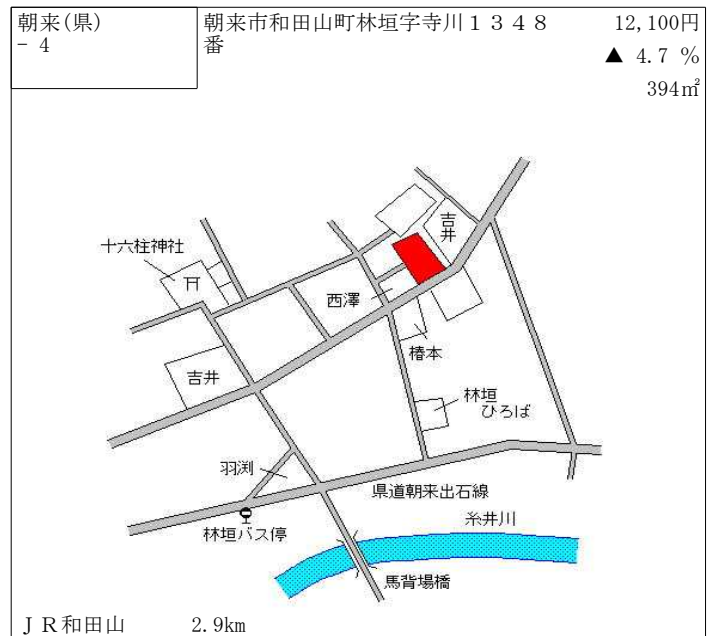 朝来(県)
－ 4
朝来市和田山町林垣字寺川１３４８
番
12,100円
▲ 4.7 %
394㎡
十六柱神社
吉井
西澤
椿本
吉井
林垣
ひろば
羽渕
県道朝来出石線
林垣バス停
糸井川
馬背場橋
ＪＲ和田山 2.9km